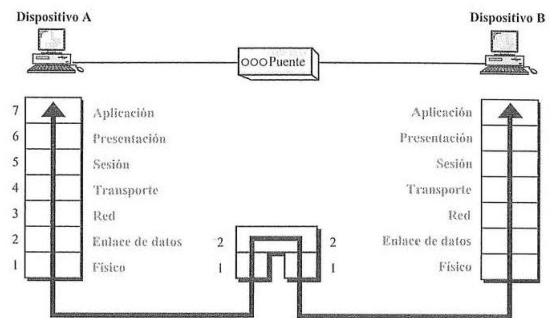 Dispositivo A
Dispositivo B
oooPuente
7 Aplicación Aplicación
6 Presentación Presentación
5 Sesión Sesión
4 Transporte Transporte
3 Red Red
2 Enlace de datos 2 2 Enlace de datos
1 Físico 1 1 Físico